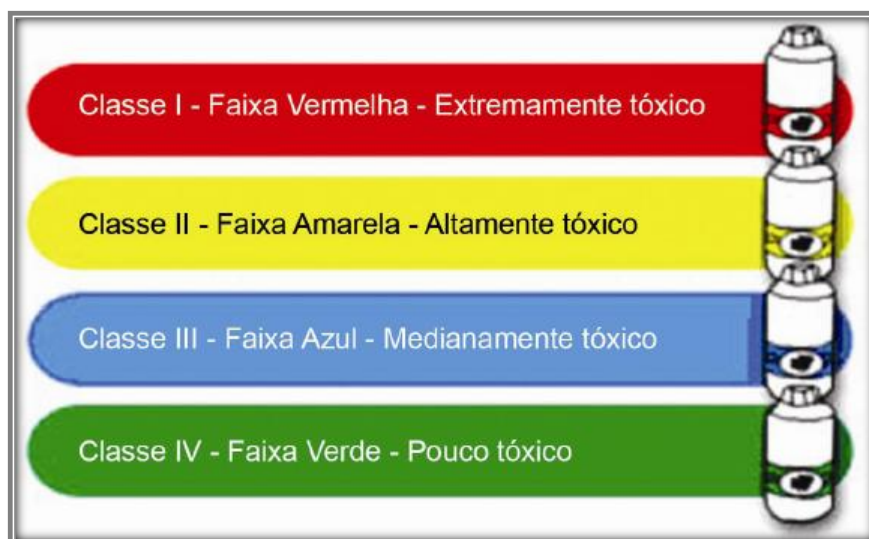 Classe I - Faixa Vermelha - Extremamente tóxico
Classe II - Faixa Amarela - Altamente tóxico
Classe III - Faixa Azul - Medianamente tóxico
Classe IV - Faixa Verde - Pouco tóxico